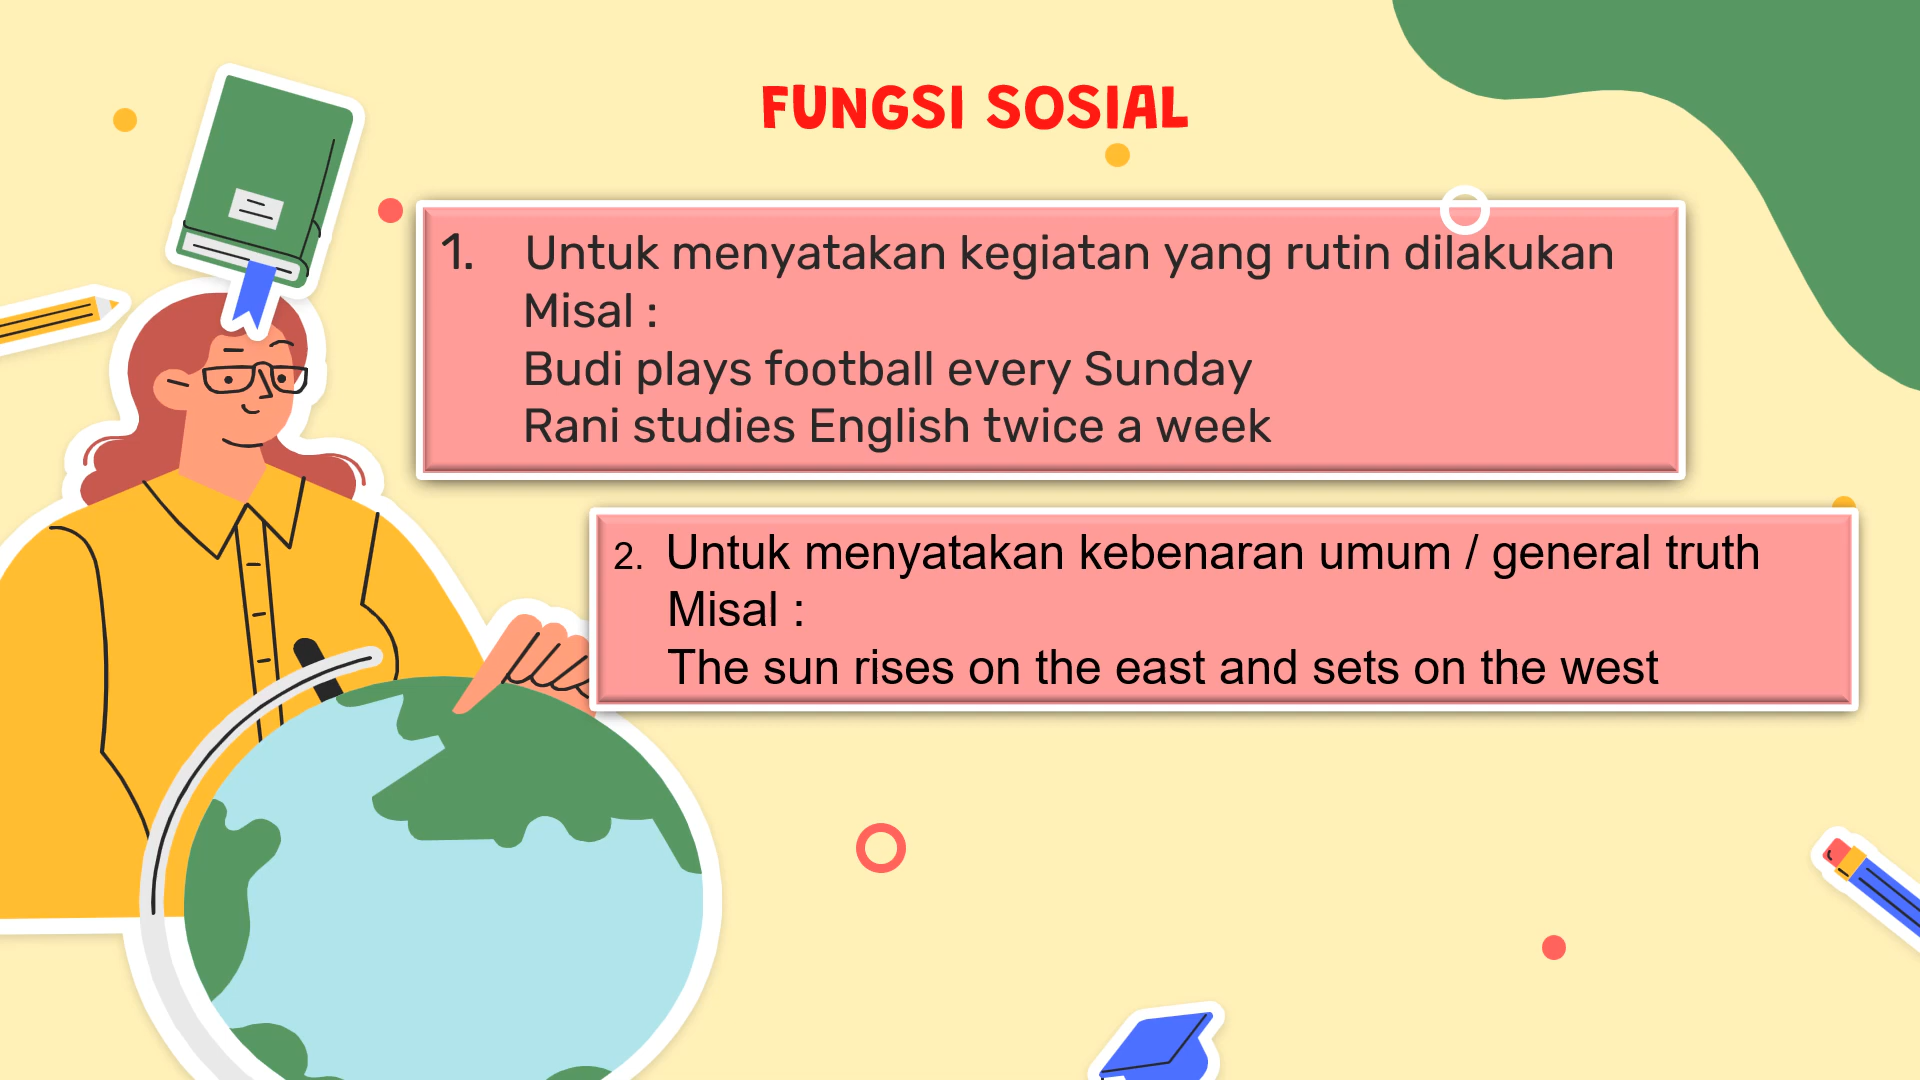 FUNGSI SOSIAL
1. Untuk menyatakan kegiatan yang rutin dilakukan
Misal :
Budi plays football every Sunday
Rani studies English twice a week
2. Untuk menyatakan kebenaran umum / general truth
Misal :
The sun rises on the east and sets on the west